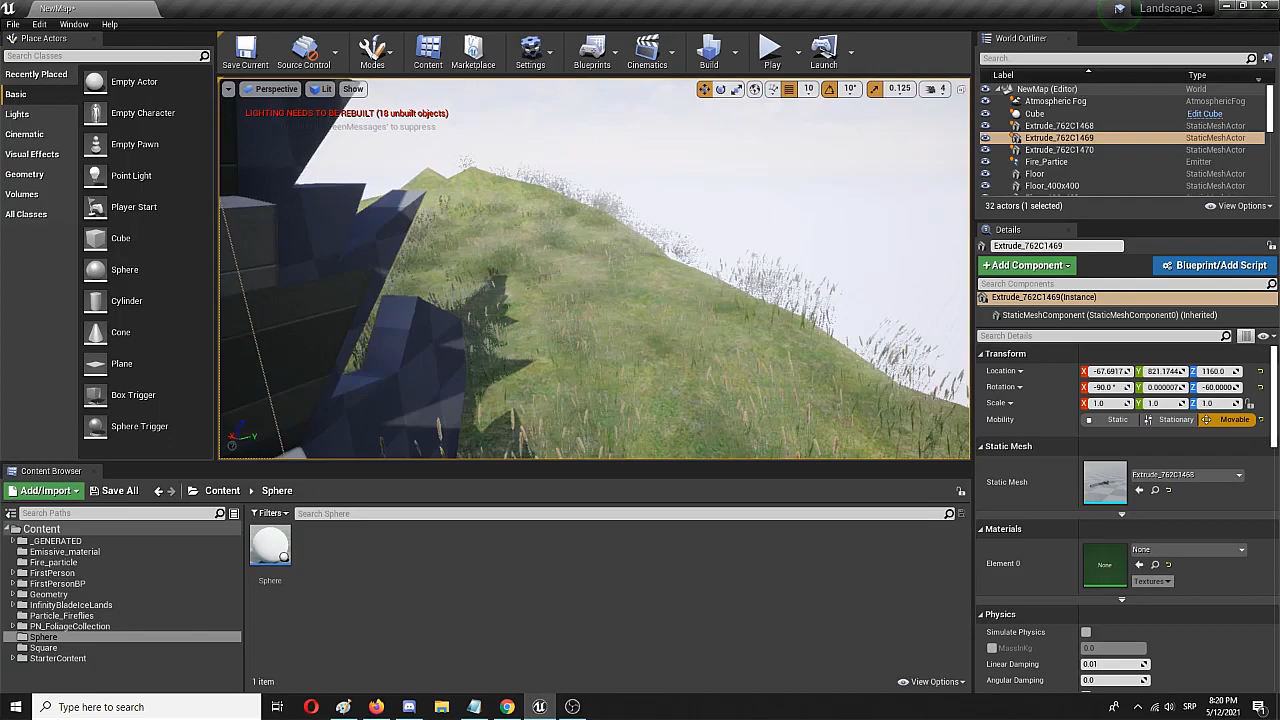 NewMap*
Landscape_3
File
Edit
Window
Help
Place Actors
Search Classes
Recently Placed
Basic
Lights
Cinematic
Visual Effects
Geometry
Volumes
All Classes
Empty Actor
Empty Character
Empty Pawn
Point Light
Player Start
Cube
Sphere
Cylinder
Cone
Plane
Box Trigger
Sphere Trigger
Save Current
Source Control
Modes
Content
Marketplace
Settings
Blueprints
Cinematics
Build
Play
Launch
Perspective
Lit
Show
10
10°
0.125
4
LIGHTING NEEDS TO BE REBUILT (18 unbuilt objects)
eenMessages' to suppress
X
Y
World Outliner
Search...
Label
Type
NewMap (Editor)
World
Atmospheric Fog
AtmosphericFog
Cube
Edit Cube
Extrude_762C1468
StaticMeshActor
Extrude_762C1469
StaticMeshActor
Extrude_762C1470
StaticMeshActor
Fire_Partice
Emitter
Floor
StaticMeshActor
Floor_400x400
StaticMeshActor
32 actors (1 selected)
View Options
Details
Extrude_762C1469
+Add Component
Blueprint/Add Script
Search Components
Extrude_762C1469(Instance)
StaticMeshComponent (StaticMeshComponent0) (Inherited)
Search Details
Transform
Location
X
-67.6917
Y
821.1744
Z
1160.0
Rotation
X
-90.0 °
Y
0.000007
Z
-60.0000
Scale
X
1.0
Y
1.0
Z
1.0
Mobility
Static
Stationary
Movable
Static Mesh
Static Mesh
Extrude_762C1468
Materials
Element 0
None
None
Textures
Physics
Simulate Physics
MassInKg
0.0
Linear Damping
0.01
Angular Damping
0.0
Content Browser
Add/Import
Save All
Content
Sphere
Search Paths
Filters
Search Sphere
Content
_GENERATED
Emissive_material
Fire_particle
FirstPerson
FirstPersonBP
Geometry
InfinityBladeIceLands
Particle_Fireflies
PN_FoliageCollection
Sphere
Square
StarterContent
Sphere
1 item
View Options
Type here to search
SRP
8:20 PM
5/12/2021
1